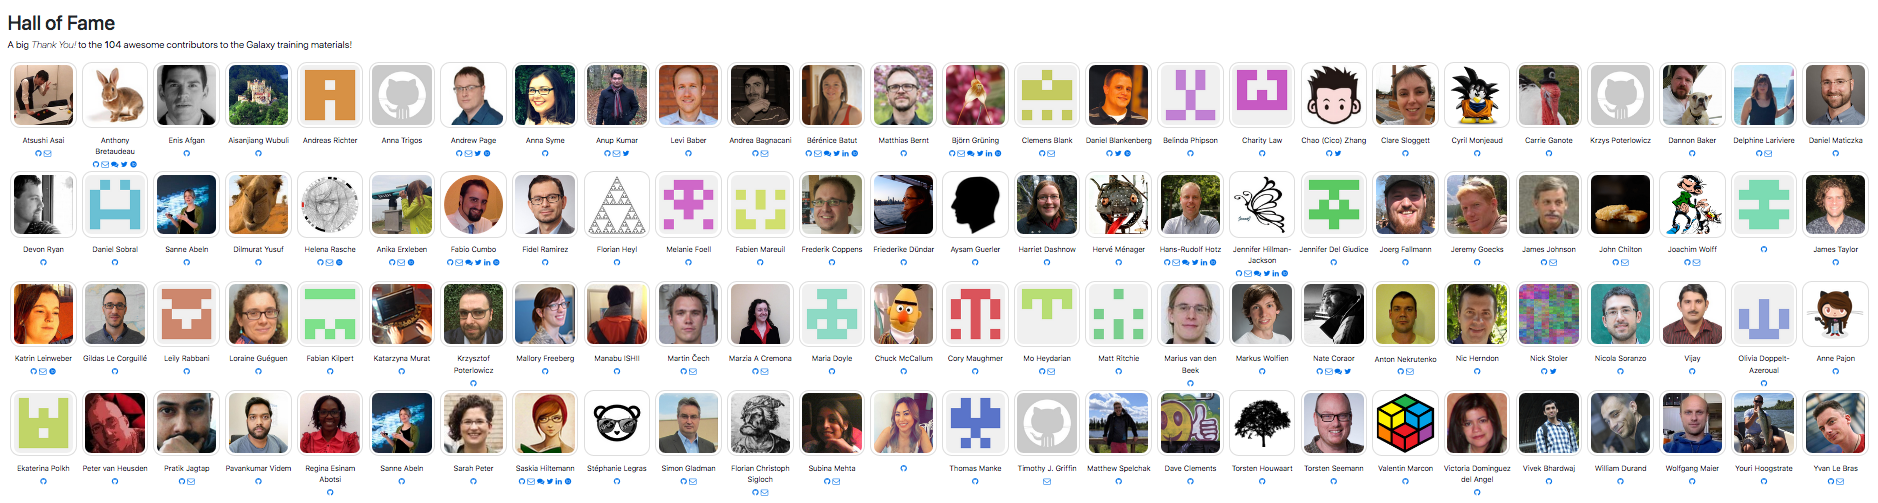 Hall of Fame
A big Thank You! to the 104 awesome contributors to the Galaxy training materials!
Atsushi Asai
Anthony
Bretaudeau
Enis Afgan
Aisanjiang Wubuli
Andreas Richter
Anna Trigos
Andrew Page
Anna Syme
Anup Kumar
Levi Baber
Andrea Bagnacani
Bérénice Batut
Matthias Bernt
Björn Grüning
Clemens Blank
Daniel Blankenberg
Belinda Phipson
Charity Law
Chao (Cico) Zhang
Clare Sloggett
Cyril Monjeaud
Carrie Ganote
Krzys Poterlowicz
Dannon Baker
Delphine Lariviere
Daniel Maticzka
Devon Ryan
Daniel Sobral
Sanne Abeln
Dilmurat Yusuf
Helena Rasche
Anika Erxleben
Fabio Cumbo
Fidel Ramirez
Florian Heyl
Melanie Foell
Fabien Mareuil
Frederik Coppens
Friederike Dündar
Aysam Guerler
Harriet Dashnow
Hervé Ménager
Hans-Rudolf Hotz
Jennifer Hillman-
Jackson
Jennifer Del Giudice
Joerg Fallmann
Jeremy Goecks
James Johnson
John Chilton
Joachim Wolff
James Taylor
Katrin Leinweber
Gildas Le Corguillé
Leily Rabbani
Loraine Guéguen
Fabian Kilpert
Katarzyna Murat
Krzysztof
Poterlowicz
Mallory Freeberg
Manabu ISHII
Martin Čech
Marzia A Cremona
Maria Doyle
Chuck McCallum
Cory Maughmer
Mo Heydarian
Matt Ritchie
Marius van den
Beek
Markus Wolfien
Nate Coraor
Anton Nekrutenko
Nic Herndon
Nick Stoler
Nicola Soranzo
Vijay
Olivia Doppelt-
Azeroual
Anne Pajon
Ekaterina Polkh
Peter van Heusden
Pratik Jagtap
Pavankumar Videm
Regina Esinam
Abotsi
Sanne Abeln
Sarah Peter
Saskia Hiltemann
Stéphanie Legras
Simon Gladman
Florian Christoph
Sigloch
Subina Mehta
Thomas Manke
Timothy J. Griffin
Matthew Spelchak
Dave Clements
Torsten Houwaart
Torsten Seemann
Valentin Marcon
Victoria Dominguez
del Angel
Vivek Bhardwaj
William Durand
Wolfgang Maier
Youri Hoogstrate
Yvan Le Bras